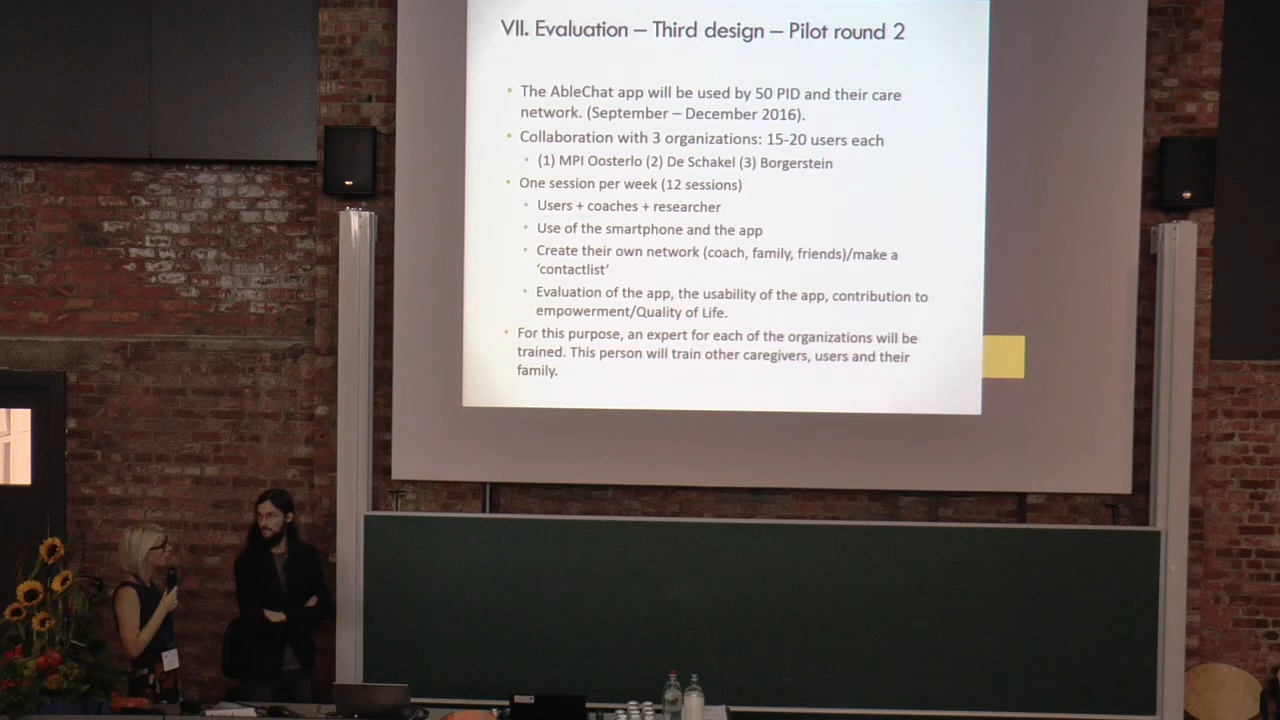 VII. Evaluation – Third design – Pilot round 2
• The AbleChat app will be used by 50 PID and their care
network. (September – December 2016).
• Collaboration with 3 organizations: 15-20 users each
• (1) MPI Oosterlo (2) De Schakel (3) Borgerstein
• One session per week (12 sessions)
• Users + coaches + researcher
• Use of the smartphone and the app
• Create their own network (coach, family, friends)/make a
‘contactlist’
• Evaluation of the app, the usability of the app, contribution to
empowerment/Quality of Life.
• For this purpose, an expert for each of the organizations will be
trained. This person will train other caregivers, users and their
family.